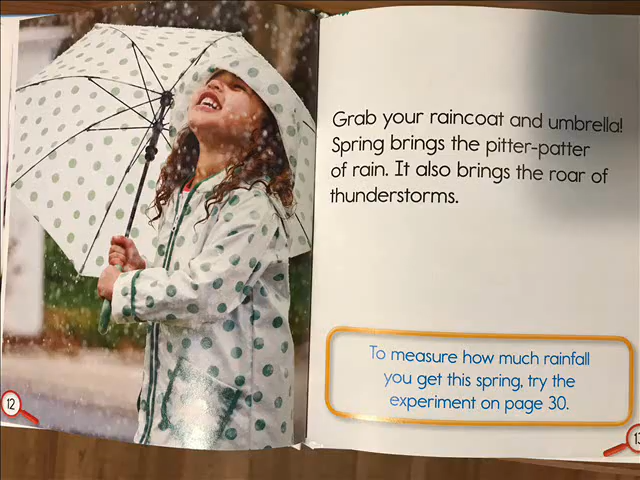 Grab your raincoat and umbrella!
Spring brings the pitter-patter
of rain. It also brings the roar of
thunderstorms.
To measure how much rainfall
you get this spring, try the
experiment on page 30.
12